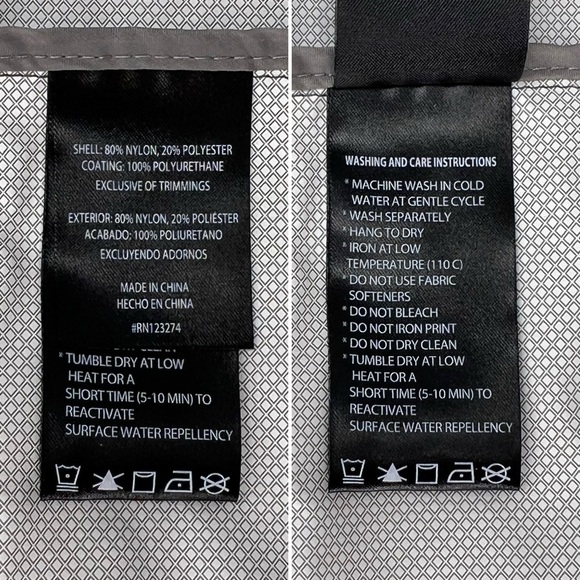 SHELL: 80% NYLON, 20% POLYESTER
COATING: 100% POLYURETHANE
EXCLUSIVE OF TRIMMINGS
EXTERIOR: 80% NYLON, 20% POLIÉSTER
ACABADO: 100% POLIURETANO
EXCLUYENDO ADORNOS
MADE IN CHINA
HECHO EN CHINA
#RN123274
* TUMBLE DRY AT LOW
HEAT FOR A
SHORT TIME (5-10 MIN) TO
REACTIVATE
SURFACE WATER REPELLENCY
WASHING AND CARE INSTRUCTIONS
* MACHINE WASH IN COLD
WATER AT GENTLE CYCLE
* WASH SEPARATELY
* HANG TO DRY
* IRON AT LOW
TEMPERATURE (110 C)
* DO NOT USE FABRIC
SOFTENERS
* DO NOT BLEACH
* DO NOT IRON PRINT
* DO NOT DRY CLEAN
* TUMBLE DRY AT LOW
HEAT FOR A
SHORT TIME (5-10 MIN) TO
REACTIVATE
SURFACE WATER REPELLENCY